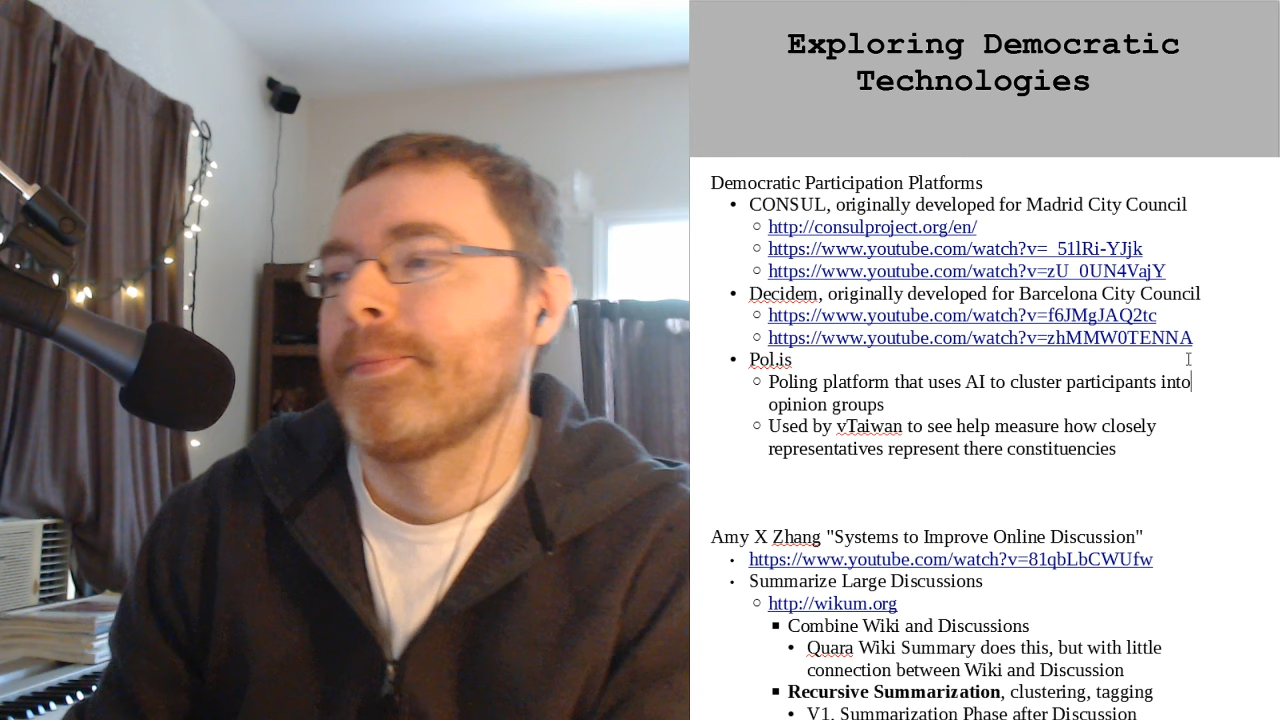 Exploring Democratic
Technologies
Democratic Participation Platforms
• CONSUL, originally developed for Madrid City Council
○ http://consulproject.org/en/
○ https://www.youtube.com/watch?v=_51lRi-YJjk
○ https://www.youtube.com/watch?v=zU_0UN4VajY
• Decidem, originally developed for Barcelona City Council
○ https://www.youtube.com/watch?v=f6JMgJAQ2tc
○ https://www.youtube.com/watch?v=zhMMW0TENNA
• Pol.is
○ Poling platform that uses AI to cluster participants into
opinion groups
○ Used by vTaiwan to see help measure how closely
representatives represent there constituencies
Amy X Zhang "Systems to Improve Online Discussion"
• https://www.youtube.com/watch?v=81qbLbCWUfw
• Summarize Large Discussions
○ http://wikum.org
■ Combine Wiki and Discussions
• Quara Wiki Summary does this, but with little
connection between Wiki and Discussion
■ Recursive Summarization, clustering, tagging
• V1. Summarization Phase after Discussion